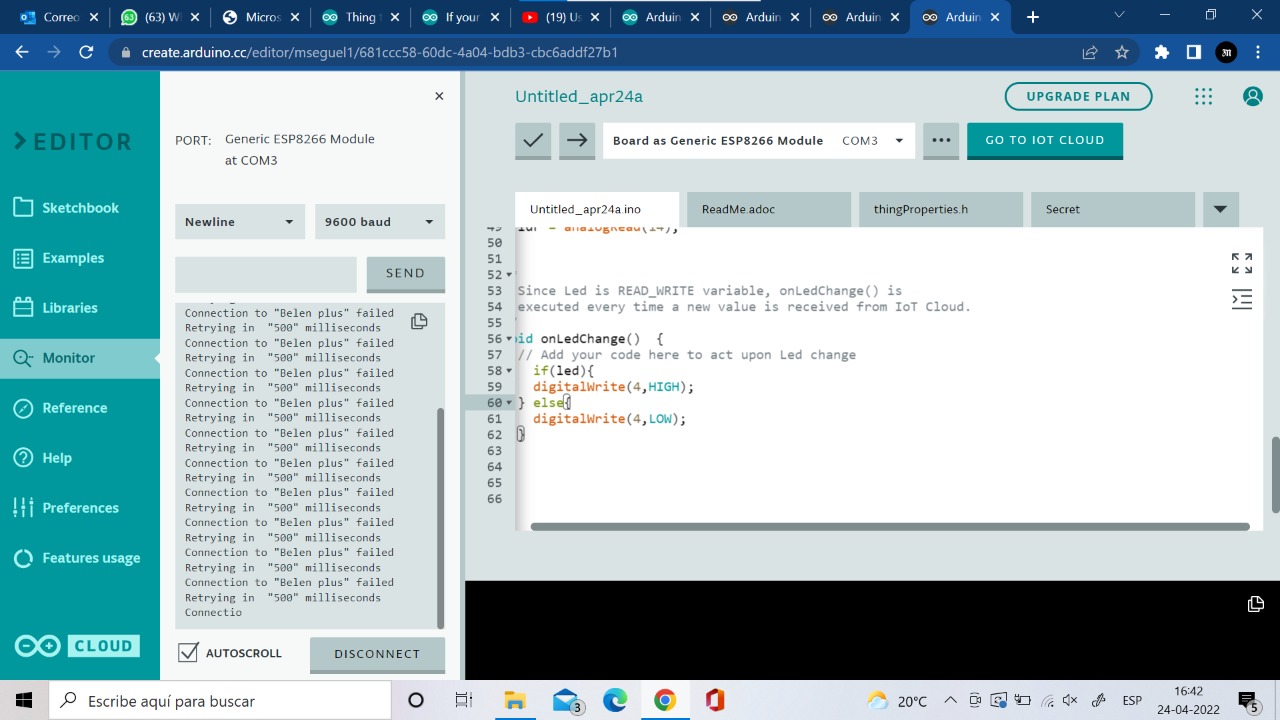 Correo
(63) W
Micros
Thing t
If your
(19) Us
Arduin
Arduin
Arduin
Arduin
create.arduino.cc/editor/mseguel1/681ccc58-60dc-4a04-bdb3-cbc6addf27b1
EDITOR
Sketchbook
Examples
Libraries
Monitor
Reference
Help
Preferences
Features usage
CLOUD
PORT: Generic ESP8266 Module
at COM3
Newline
9600 baud
SEND
Connection to "Belen plus" failed
Retrying in "500" milliseconds
Connection to "Belen plus" failed
Retrying in "500" milliseconds
Connection to "Belen plus" failed
Retrying in "500" milliseconds
Connection to "Belen plus" failed
Retrying in "500" milliseconds
Connection to "Belen plus" failed
Retrying in "500" milliseconds
Connection to "Belen plus" failed
Retrying in "500" milliseconds
Connection to "Belen plus" failed
Retrying in "500" milliseconds
Connection to "Belen plus" failed
Retrying in "500" milliseconds
Connection to "Belen plus" failed
Retrying in "500" milliseconds
Connection to "Belen plus" failed
Retrying in "500" milliseconds
Connectio
AUTOSCROLL
DISCONNECT
Untitled_apr24a
UPGRADE PLAN
Board as Generic ESP8266 Module COM3
GO TO IOT CLOUD
Untitled_apr24a.ino
ReadMe.adoc
thingProperties.h
Secret
49 ldr = analogRead(14);
50
51
52
53 Since Led is READ_WRITE variable, onLedChange() is
54 executed every time a new value is received from IoT Cloud.
55
56 id onLedChange() {
57 // Add your code here to act upon Led change
58 if(led){
59 digitalWrite(4,HIGH);
60 } else{
61 digitalWrite(4,LOW);
62 }
63
64
65
66
Escribe aquí para buscar
3
20°C
ESP
16:42
24-04-2022
5